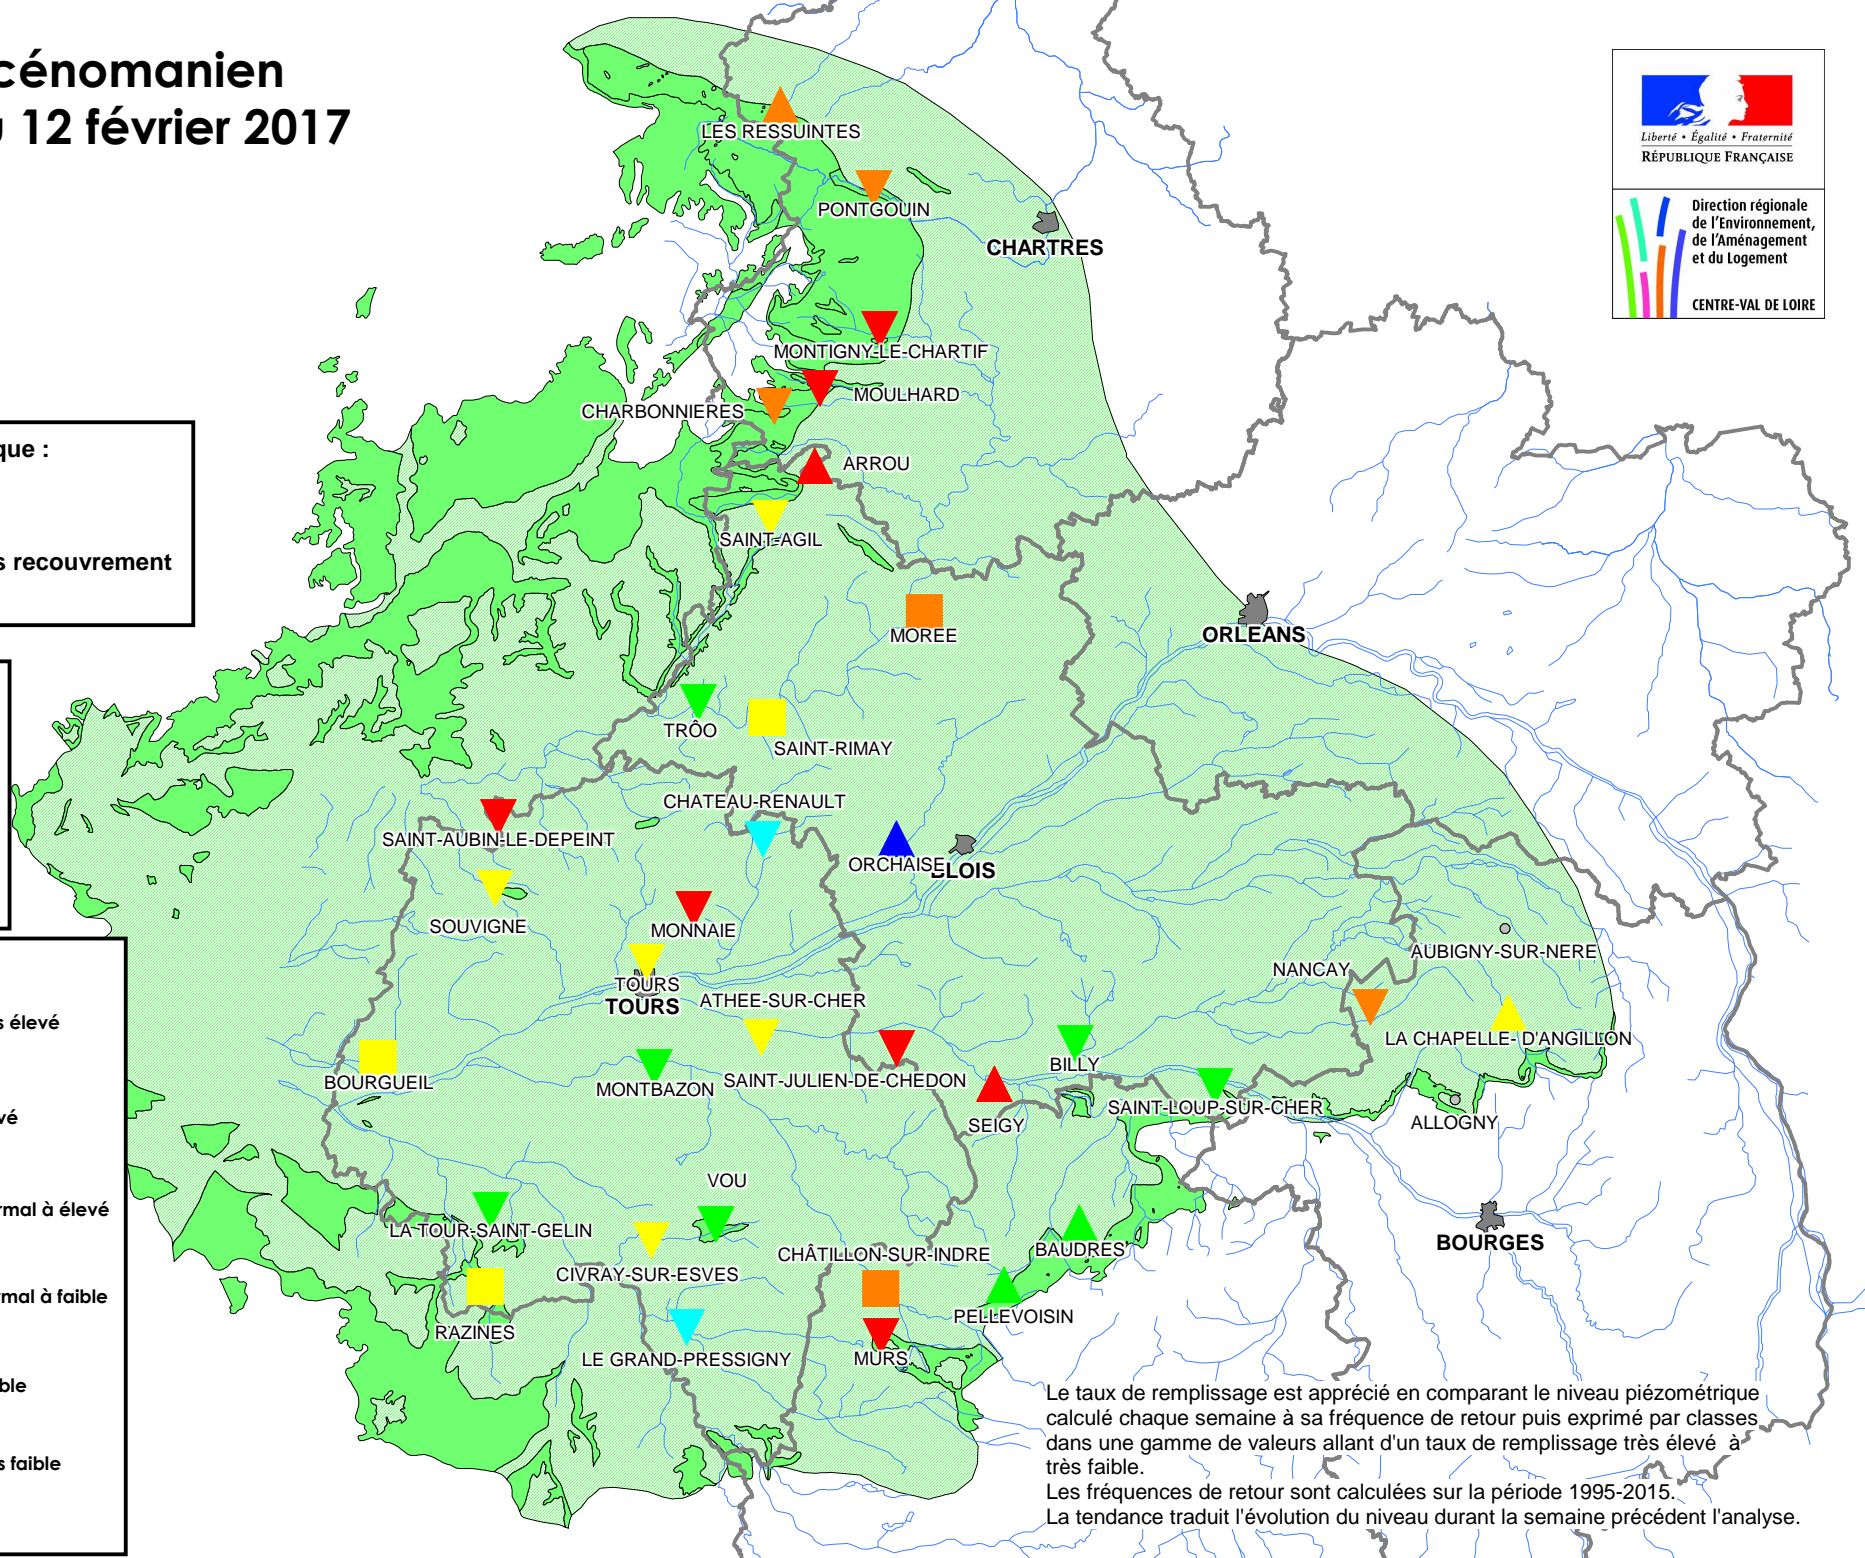 cénomanien
12 février 2017
Liberté • Égalité • Fraternité
RÉPUBLIQUE FRANÇAISE
Direction régionale
de l'Environnement,
de l'Aménagement
et du Logement
CENTRE-VAL DE LOIRE
LES RESSUINTES
PONTGOUIN
CHARTRES
MONTIGNY-LE-CHARTIF
MOULHARD
CHARBONNIERES
ARROU
SAINT-AGIL
MOREE
ORLEANS
TRÔO
SAINT-RIMAY
CHATEAU-RENAULT
SAINT-AUBIN-LE-DEPEINT
ORCHAISE
BLOIS
SOUVIGNE
MONNAIE
AUBIGNY-SUR-NERE
NANCAY
TOURS
TOURS
ATHEE-SUR-CHER
LA CHAPELLE- D'ANGILLON
BILLY
BOURGUEIL
MONTBAZON
SAINT-JULIEN-DE-CHEDON
SAINT-LOUP-SUR-CHER
SEIGY
ALLOGNY
VOU
LA TOUR-SAINT-GELIN
BOURGES
BAUDRES
CHÂTILLON-SUR-INDRE
CIVRAY-SUR-ESVES
PELLEVOISIN
RAZINES
LE GRAND-PRESSIGNY
MURS
que :
s recouvrement
s élevé
vé
rmal à élevé
rmal à faible
ble
s faible
Le taux de remplissage est apprécié en comparant le niveau piézométrique
calculé chaque semaine à sa fréquence de retour puis exprimé par classes
dans une gamme de valeurs allant d'un taux de remplissage très élevé à
très faible.
Les fréquences de retour sont calculées sur la période 1995-2015.
La tendance traduit l'évolution du niveau durant la semaine précédent l'analyse.